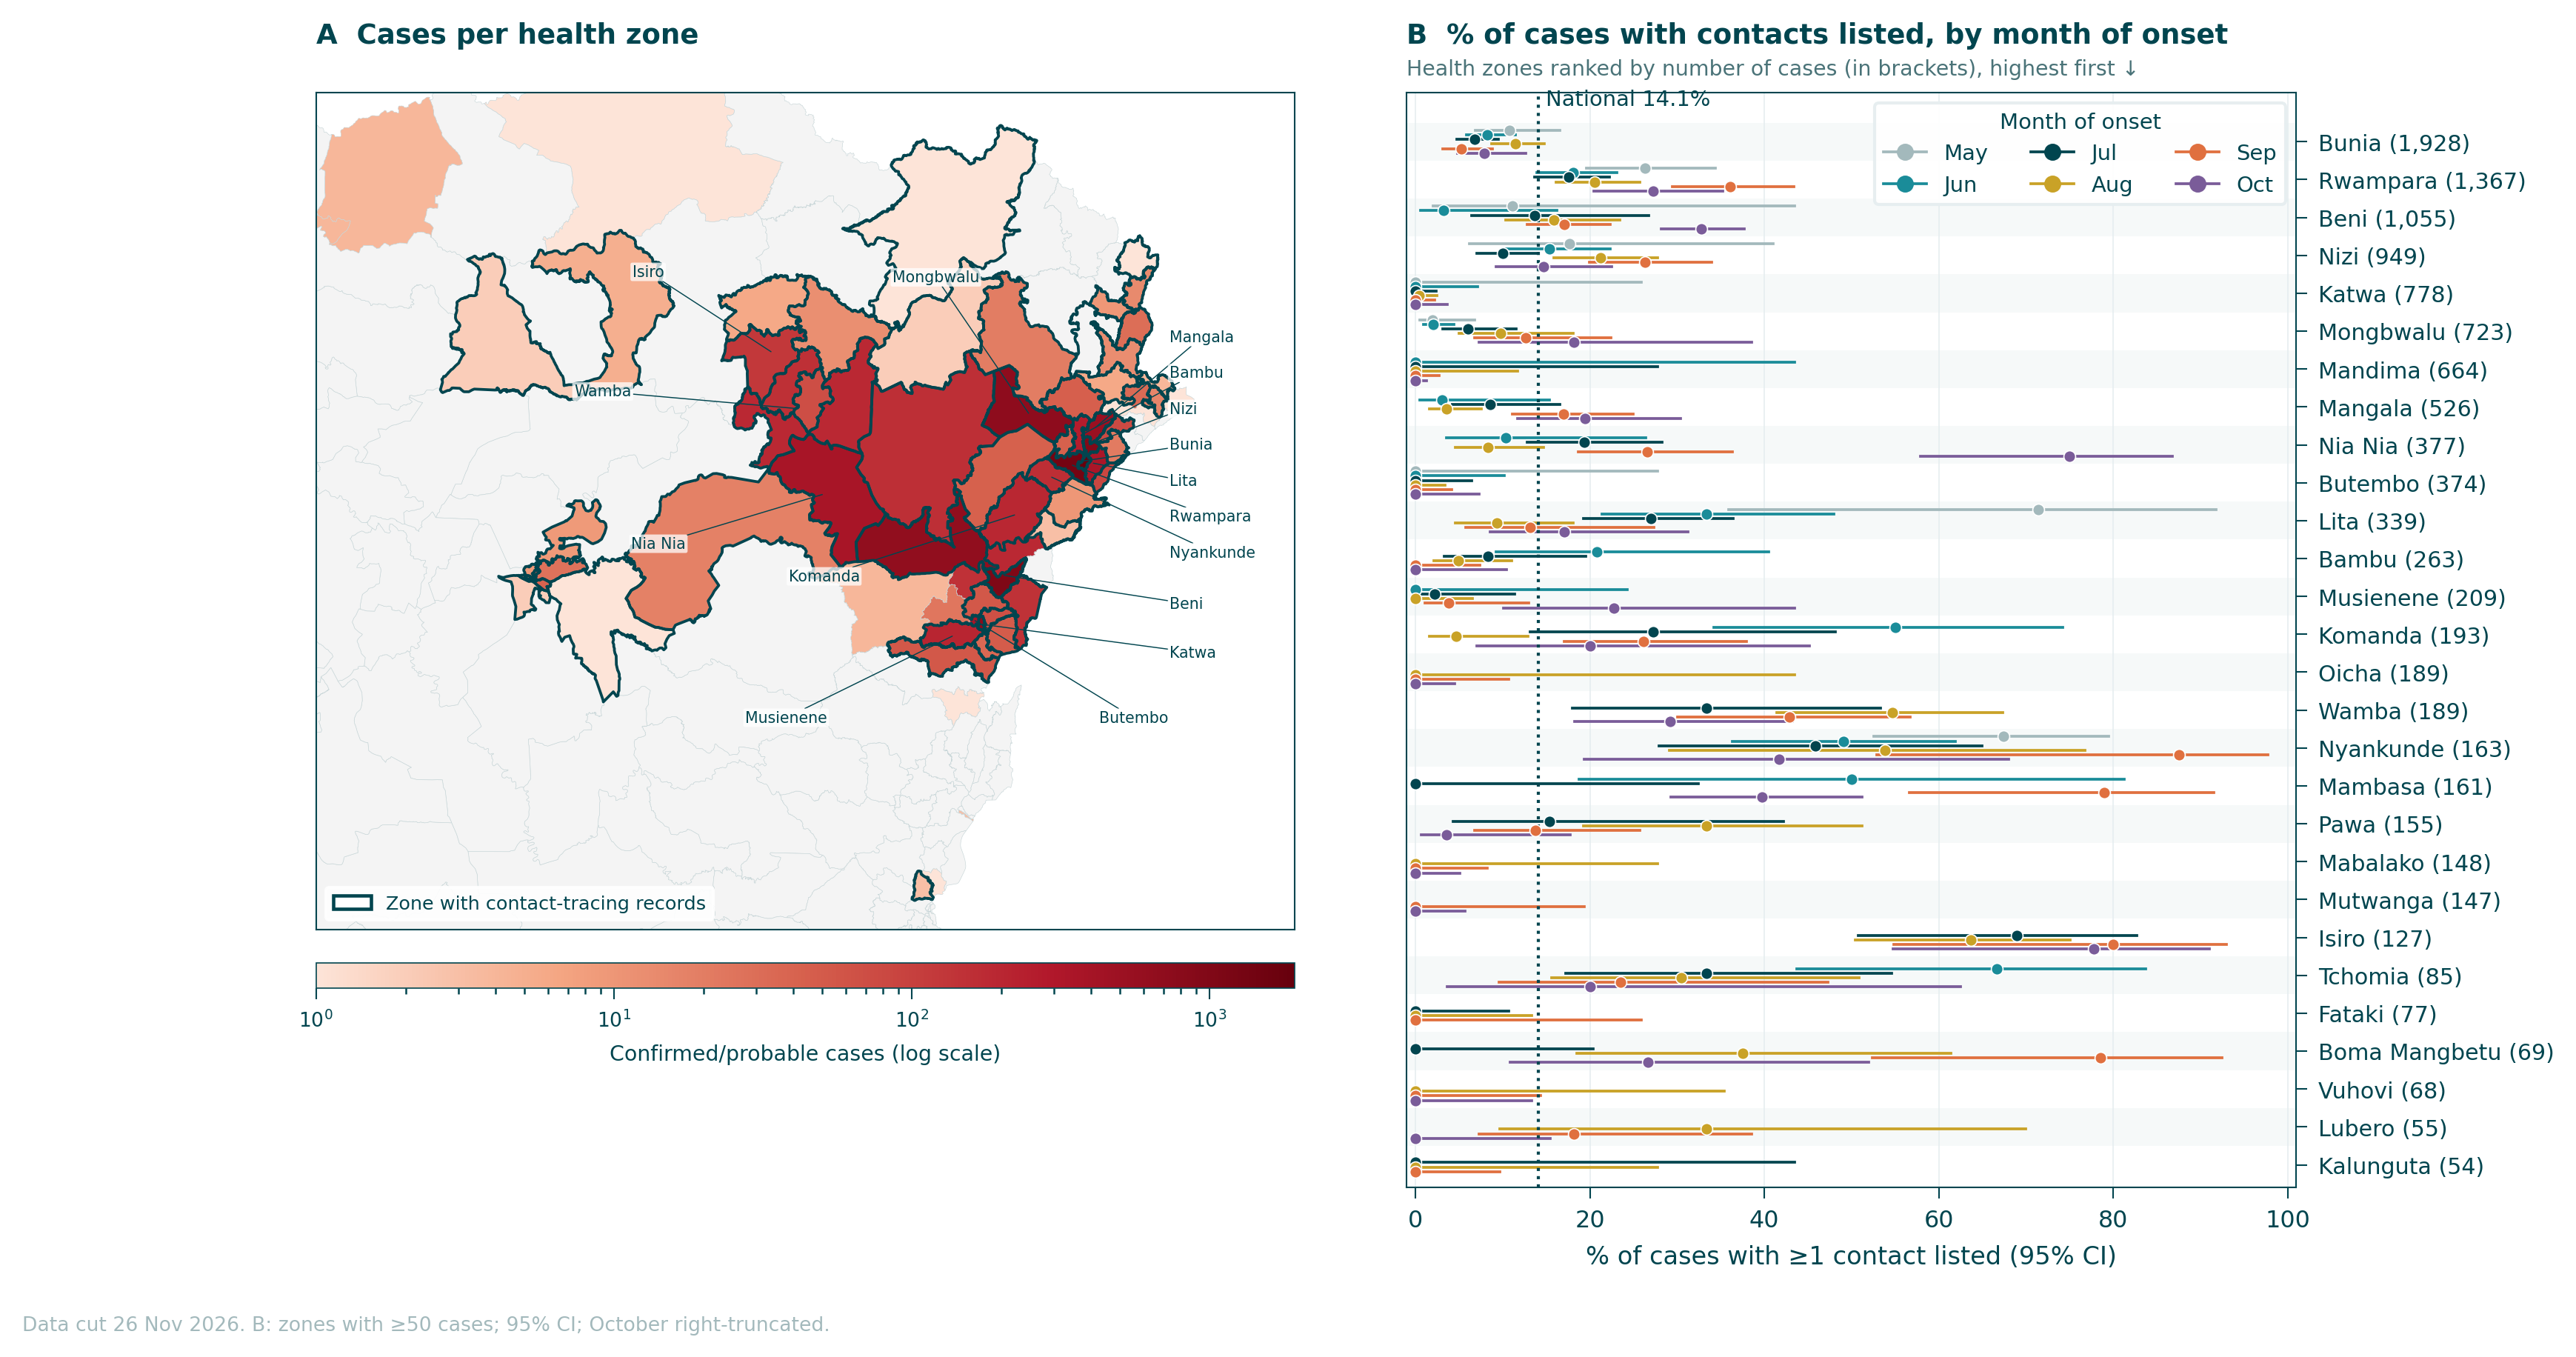 A  Cases per health zone
Isiro
Mongbwalu
Mangala
Bambu
Wamba
Nizi
Bunia
Lita
Rwampara
Nia Nia
Nyankunde
Komanda
Beni
Katwa
Musienene
Butembo
Zone with contact-tracing records
10⁰ 10¹ 10² 10³
Confirmed/probable cases (log scale)
B  % of cases with contacts listed, by month of onset
Health zones ranked by number of cases (in brackets), highest first ↓
National 14.1%
Month of onset
May Jul Sep
Jun Aug Oct
Bunia (1,928)
Rwampara (1,367)
Beni (1,055)
Nizi (949)
Katwa (778)
Mongbwalu (723)
Mandima (664)
Mangala (526)
Nia Nia (377)
Butembo (374)
Lita (339)
Bambu (263)
Musienene (209)
Komanda (193)
Oicha (189)
Wamba (189)
Nyankunde (163)
Mambasa (161)
Pawa (155)
Mabalako (148)
Mutwanga (147)
Isiro (127)
Tchomia (85)
Fataki (77)
Boma Mangbetu (69)
Vuhovi (68)
Lubero (55)
Kalunguta (54)
0 20 40 60 80 100
% of cases with ≥1 contact listed (95% CI)
Data cut 26 Nov 2026. B: zones with ≥50 cases; 95% CI; October right-truncated.